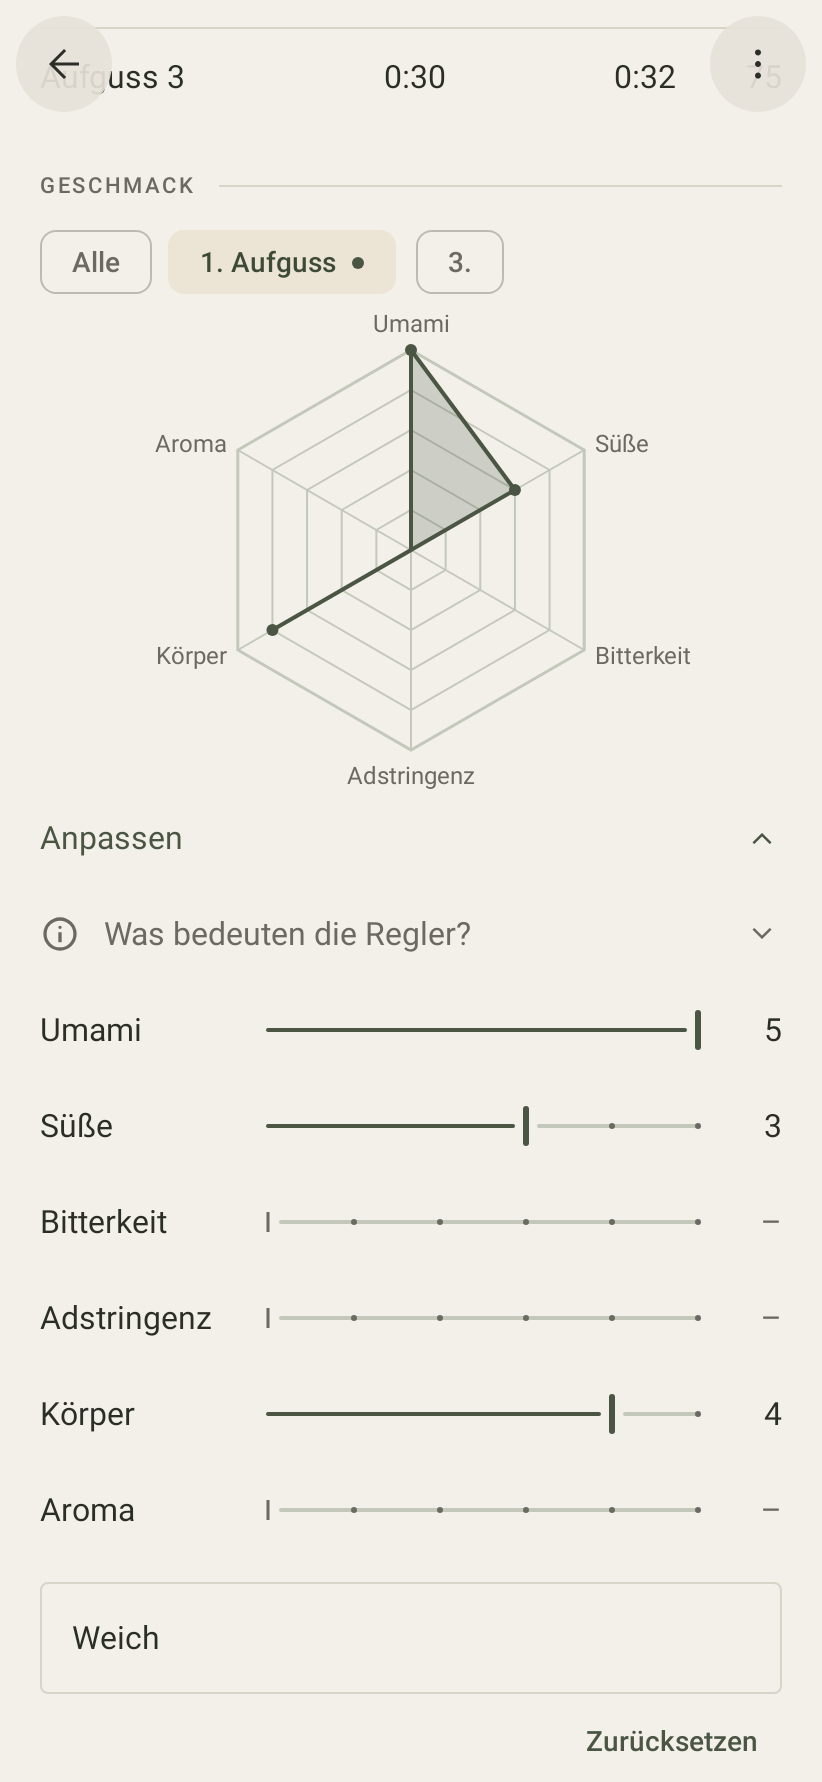 Aufguss 3 0:30 0:32 75
GESCHMACK
Alle 1. Aufguss 3.
Umami
Aroma Süße
Körper Bitterkeit
Adstringenz
Anpassen
Was bedeuten die Regler?
Umami 5
Süße 3
Bitterkeit –
Adstringenz –
Körper 4
Aroma –
Weich
Zurücksetzen